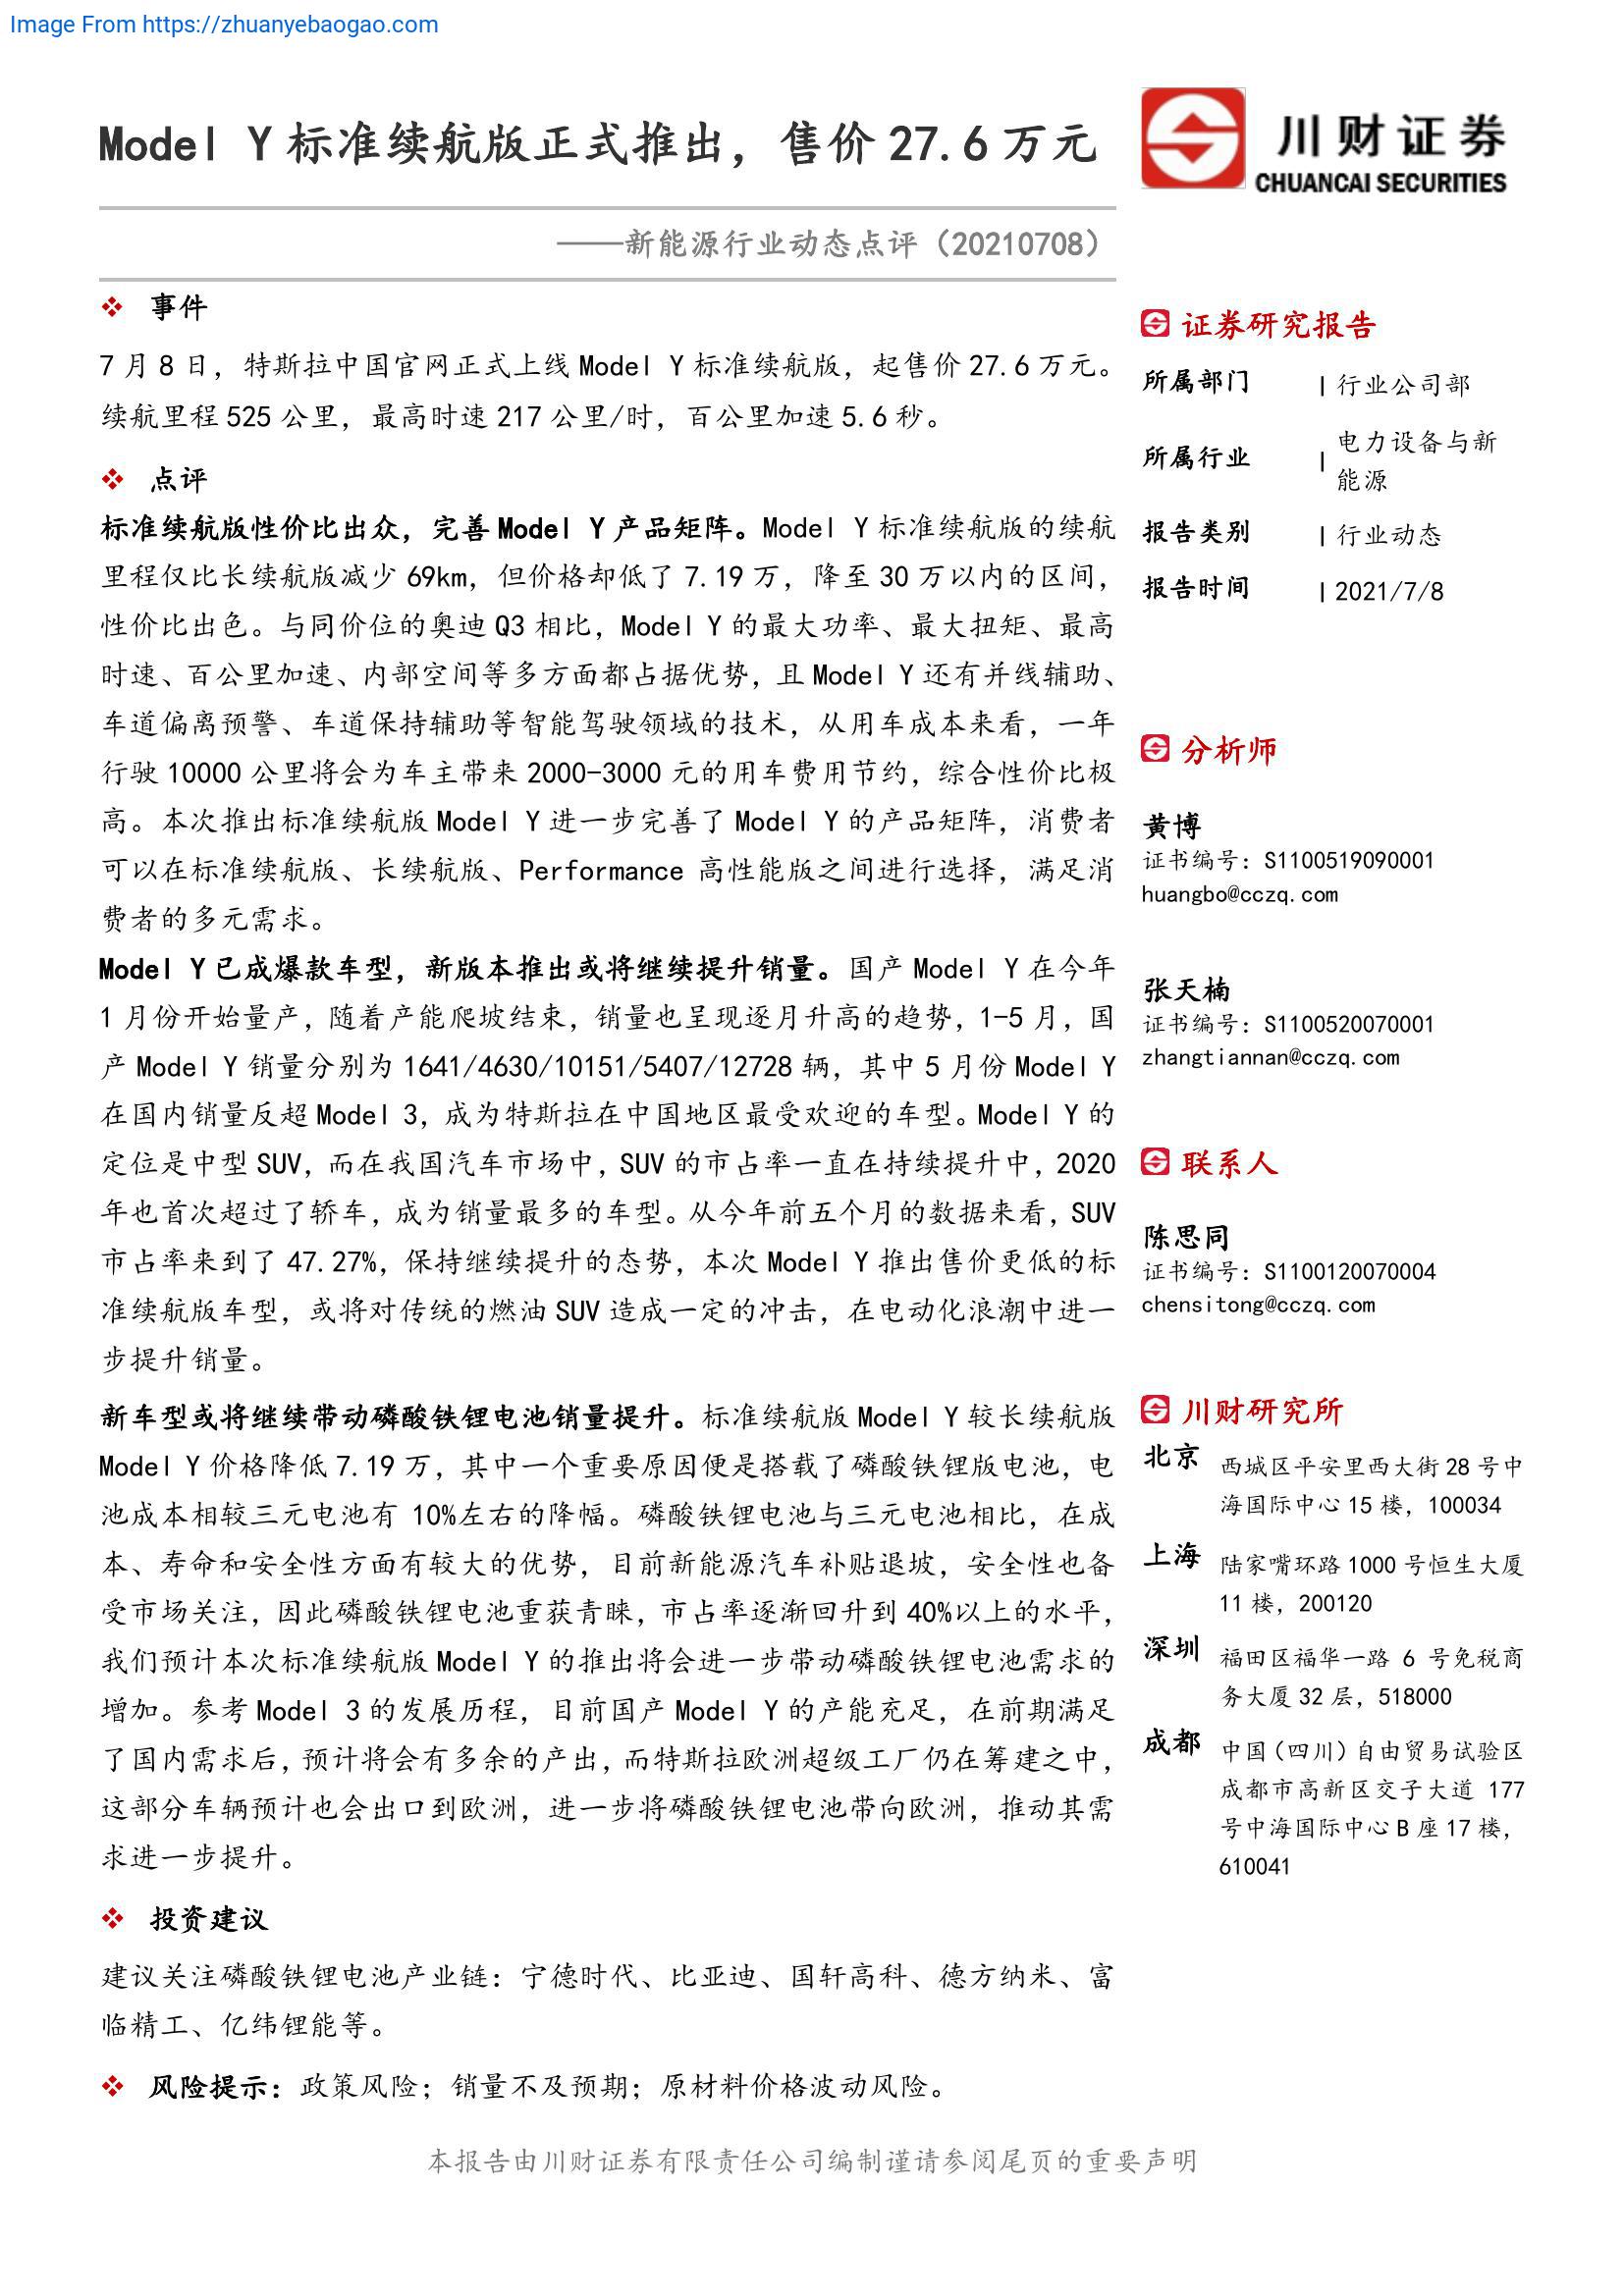 Image From https://zhuanyebaogao.com
Model Y 标准续航版正式推出，售价 27.6 万元
川财证券
CHUANCAI SECURITIES
——新能源行业动态点评（20210708）
❖ 事件
7 月 8 日，特斯拉中国官网正式上线 Model Y 标准续航版，起售价 27.6 万元。
续航里程 525 公里，最高时速 217 公里/时，百公里加速 5.6 秒。
❖ 点评
标准续航版性价比出众，完善 Model Y 产品矩阵。Model Y 标准续航版的续航
里程仅比长续航版减少 69km，但价格却低了 7.19 万，降至 30 万以内的区间，
性价比出色。与同价位的奥迪 Q3 相比，Model Y 的最大功率、最大扭矩、最高
时速、百公里加速、内部空间等多方面都占据优势，且 Model Y 还有并线辅助、
车道偏离预警、车道保持辅助等智能驾驶领域的技术，从用车成本来看，一年
行驶 10000 公里将会为车主带来 2000-3000 元的用车费用节约，综合性价比极
高。本次推出标准续航版 Model Y 进一步完善了 Model Y 的产品矩阵，消费者
可以在标准续航版、长续航版、Performance 高性能版之间进行选择，满足消
费者的多元需求。
Model Y 已成爆款车型，新版本推出或将继续提升销量。国产 Model Y 在今年
1 月份开始量产，随着产能爬坡结束，销量也呈现逐月升高的趋势，1-5 月，国
产 Model Y 销量分别为 1641/4630/10151/5407/12728 辆，其中 5 月份 Model Y
在国内销量反超 Model 3，成为特斯拉在中国地区最受欢迎的车型。Model Y 的
定位是中型 SUV，而在我国汽车市场中，SUV 的市占率一直在持续提升中，2020
年也首次超过了轿车，成为销量最多的车型。从今年前五个月的数据来看，SUV
市占率来到了 47.27%，保持继续提升的态势，本次 Model Y 推出售价更低的标
准续航版车型，或将对传统的燃油 SUV 造成一定的冲击，在电动化浪潮中进一
步提升销量。
新车型或将继续带动磷酸铁锂电池销量提升。标准续航版 Model Y 较长续航版
Model Y 价格降低 7.19 万，其中一个重要原因便是搭载了磷酸铁锂版电池，电
池成本相较三元电池有 10%左右的降幅。磷酸铁锂电池与三元电池相比，在成
本、寿命和安全性方面有较大的优势，目前新能源汽车补贴退坡，安全性也备
受市场关注，因此磷酸铁锂电池重获青睐，市占率逐渐回升到 40%以上的水平，
我们预计本次标准续航版 Model Y 的推出将会进一步带动磷酸铁锂电池需求的
增加。参考 Model 3 的发展历程，目前国产 Model Y 的产能充足，在前期满足
了国内需求后，预计将会有多余的产出，而特斯拉欧洲超级工厂仍在筹建之中，
这部分车辆预计也会出口到欧洲，进一步将磷酸铁锂电池带向欧洲，推动其需
求进一步提升。
❖ 投资建议
建议关注磷酸铁锂电池产业链：宁德时代、比亚迪、国轩高科、德方纳米、富
临精工、亿纬锂能等。
❖ 风险提示：政策风险；销量不及预期；原材料价格波动风险。
证券研究报告
所属部门 | 行业公司部
所属行业 | 电力设备与新
能源
报告类别 | 行业动态
报告时间 | 2021/7/8
分析师
黄博
证书编号：S1100519090001
huangbo@cczq.com
张天楠
证书编号：S1100520070001
zhangtiannan@cczq.com
联系人
陈思同
证书编号：S1100120070004
chensitong@cczq.com
川财研究所
北京 西城区平安里西大街 28 号中
海国际中心 15 楼，100034
上海 陆家嘴环路 1000 号恒生大厦
11 楼，200120
深圳 福田区福华一路 6 号免税商
务大厦 32 层，518000
成都 中国（四川）自由贸易试验区
成都市高新区交子大道 177
号中海国际中心 B 座 17 楼，
610041
本报告由川财证券有限责任公司编制谨请参阅尾页的重要声明